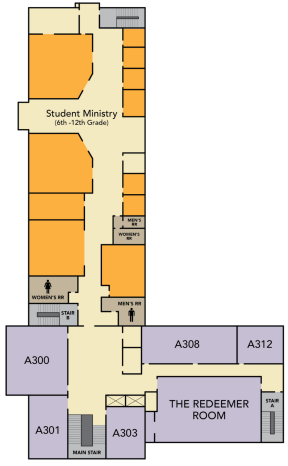 Student Ministry
(6th -12th Grade)
MEN'S
RR
WOMEN'S
RR
WOMEN'S RR
MEN'S RR
STAIR
B
A300
A308
A312
THE REDEEMER
ROOM
STAIR
A
A301
MAIN STAIR
A303